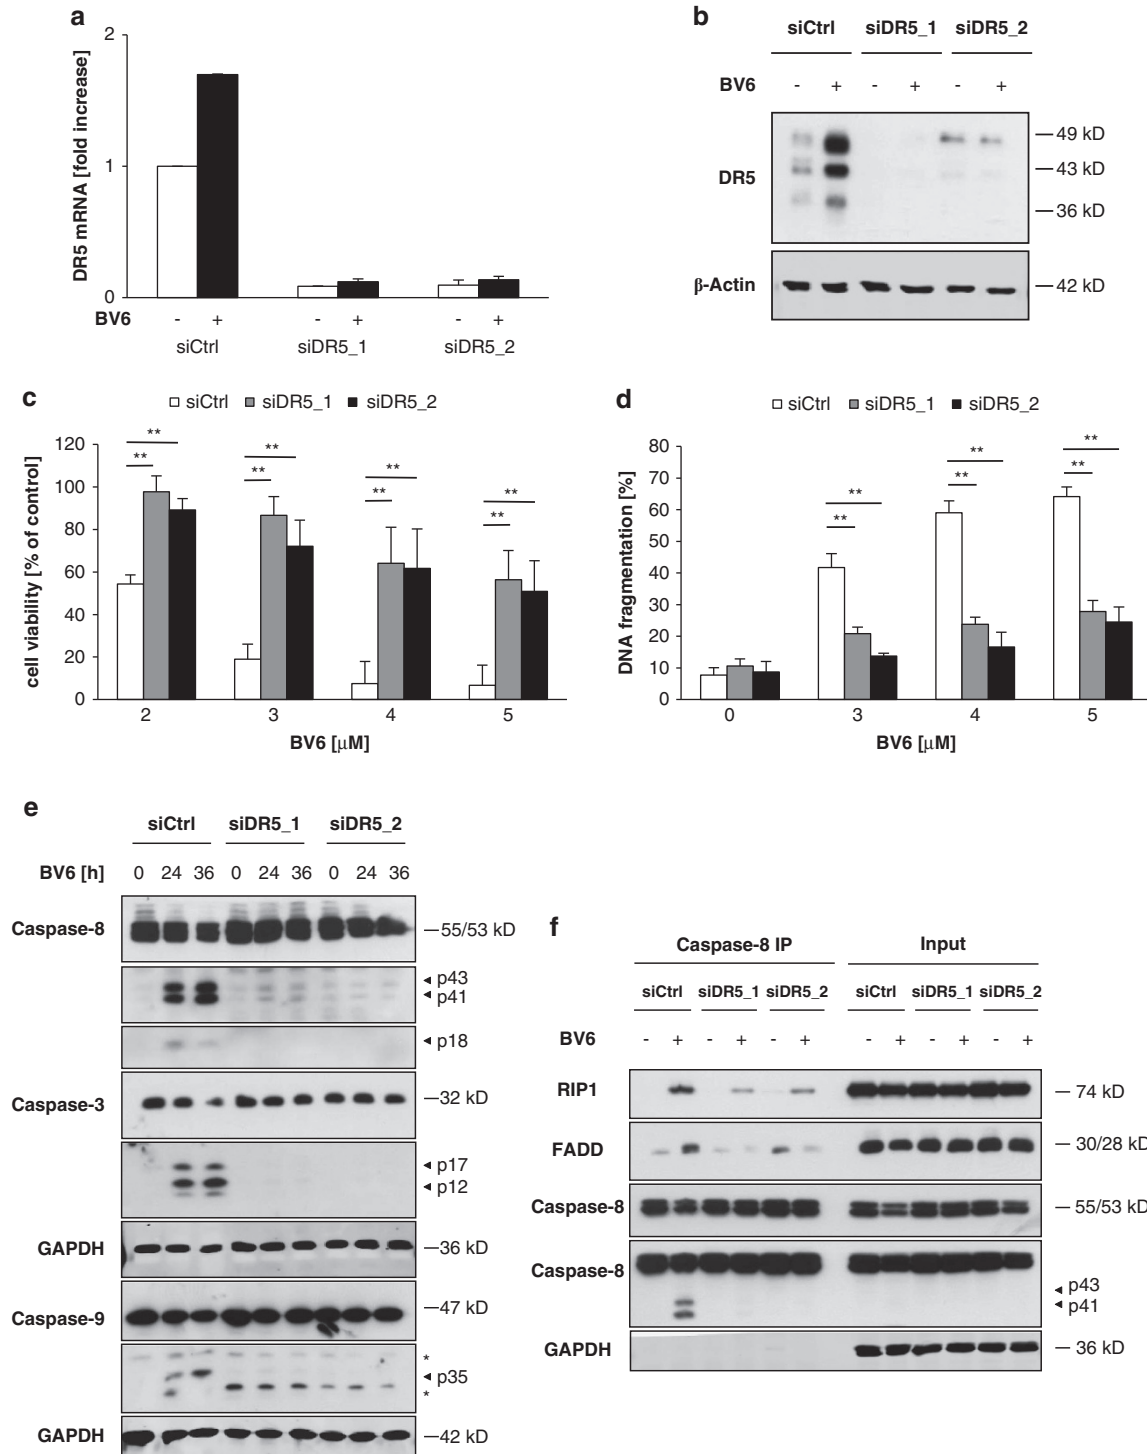 a
DR5 mRNA [fold increase]
2
1
0
BV6 - + - + - +
siCtrl siDR5_1 siDR5_2
b
siCtrl siDR5_1 siDR5_2
BV6 - + - + - +
DR5
49 kD
43 kD
36 kD
β-Actin
42 kD
c
siCtrl siDR5_1 siDR5_2
cell viability [% of control]
120
100
80
60
40
20
0
** ** ** ** ** ** ** **
2 3 4 5
BV6 [μM]
d
siCtrl siDR5_1 siDR5_2
DNA fragmentation [%]
80
70
60
50
40
30
20
10
0
** ** ** ** ** **
0 3 4 5
BV6 [μM]
e
siCtrl siDR5_1 siDR5_2
BV6 [h] 0 24 36 0 24 36 0 24 36
Caspase-8
55/53 kD
p43
p41
p18
Caspase-3
32 kD
p17
p12
GAPDH
36 kD
Caspase-9
47 kD
*
p35
*
GAPDH
42 kD
f
Caspase-8 IP Input
siCtrl siDR5_1 siDR5_2 siCtrl siDR5_1 siDR5_2
BV6 - + - + - + - + - + - +
RIP1
74 kD
FADD
30/28 kD
Caspase-8
55/53 kD
Caspase-8
p43
p41
GAPDH
36 kD